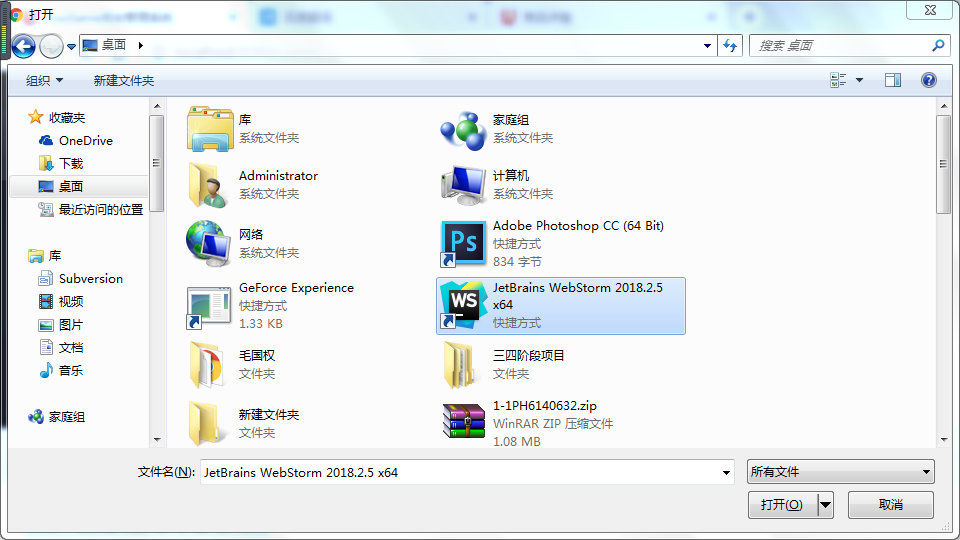 打开
桌面
搜索 桌面
组织
新建文件夹
收藏夹
OneDrive
下载
桌面
最近访问的位置
库
Subversion
视频
图片
文档
音乐
家庭组
库
系统文件夹
家庭组
系统文件夹
Administrator
系统文件夹
计算机
系统文件夹
网络
系统文件夹
Ps
Adobe Photoshop CC (64 Bit)
快捷方式
834 字节
GeForce Experience
快捷方式
1.33 KB
WS
JetBrains WebStorm 2018.2.5
x64
快捷方式
毛国权
文件夹
三四阶段项目
文件夹
新建文件夹
文件夹
1-1PH6140632.zip
WinRAR ZIP 压缩文件
1.08 MB
文件名(N):
JetBrains WebStorm 2018.2.5 x64
所有文件
打开(O)
取消